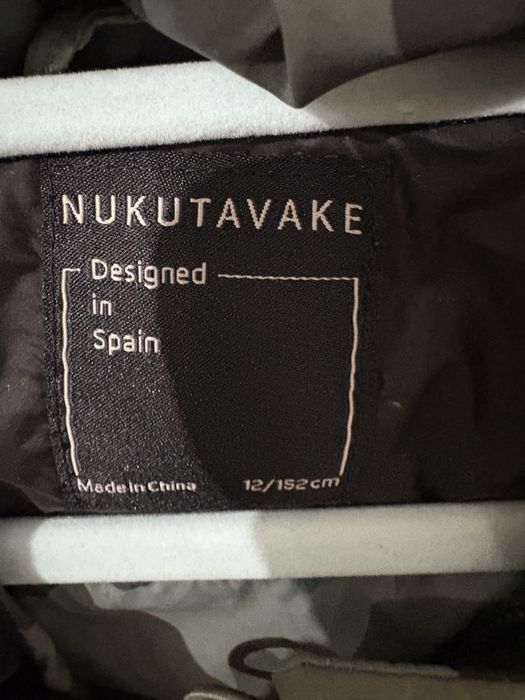 NUKUTAVAKE
Designed
in
Spain
Made in China 12/152cm